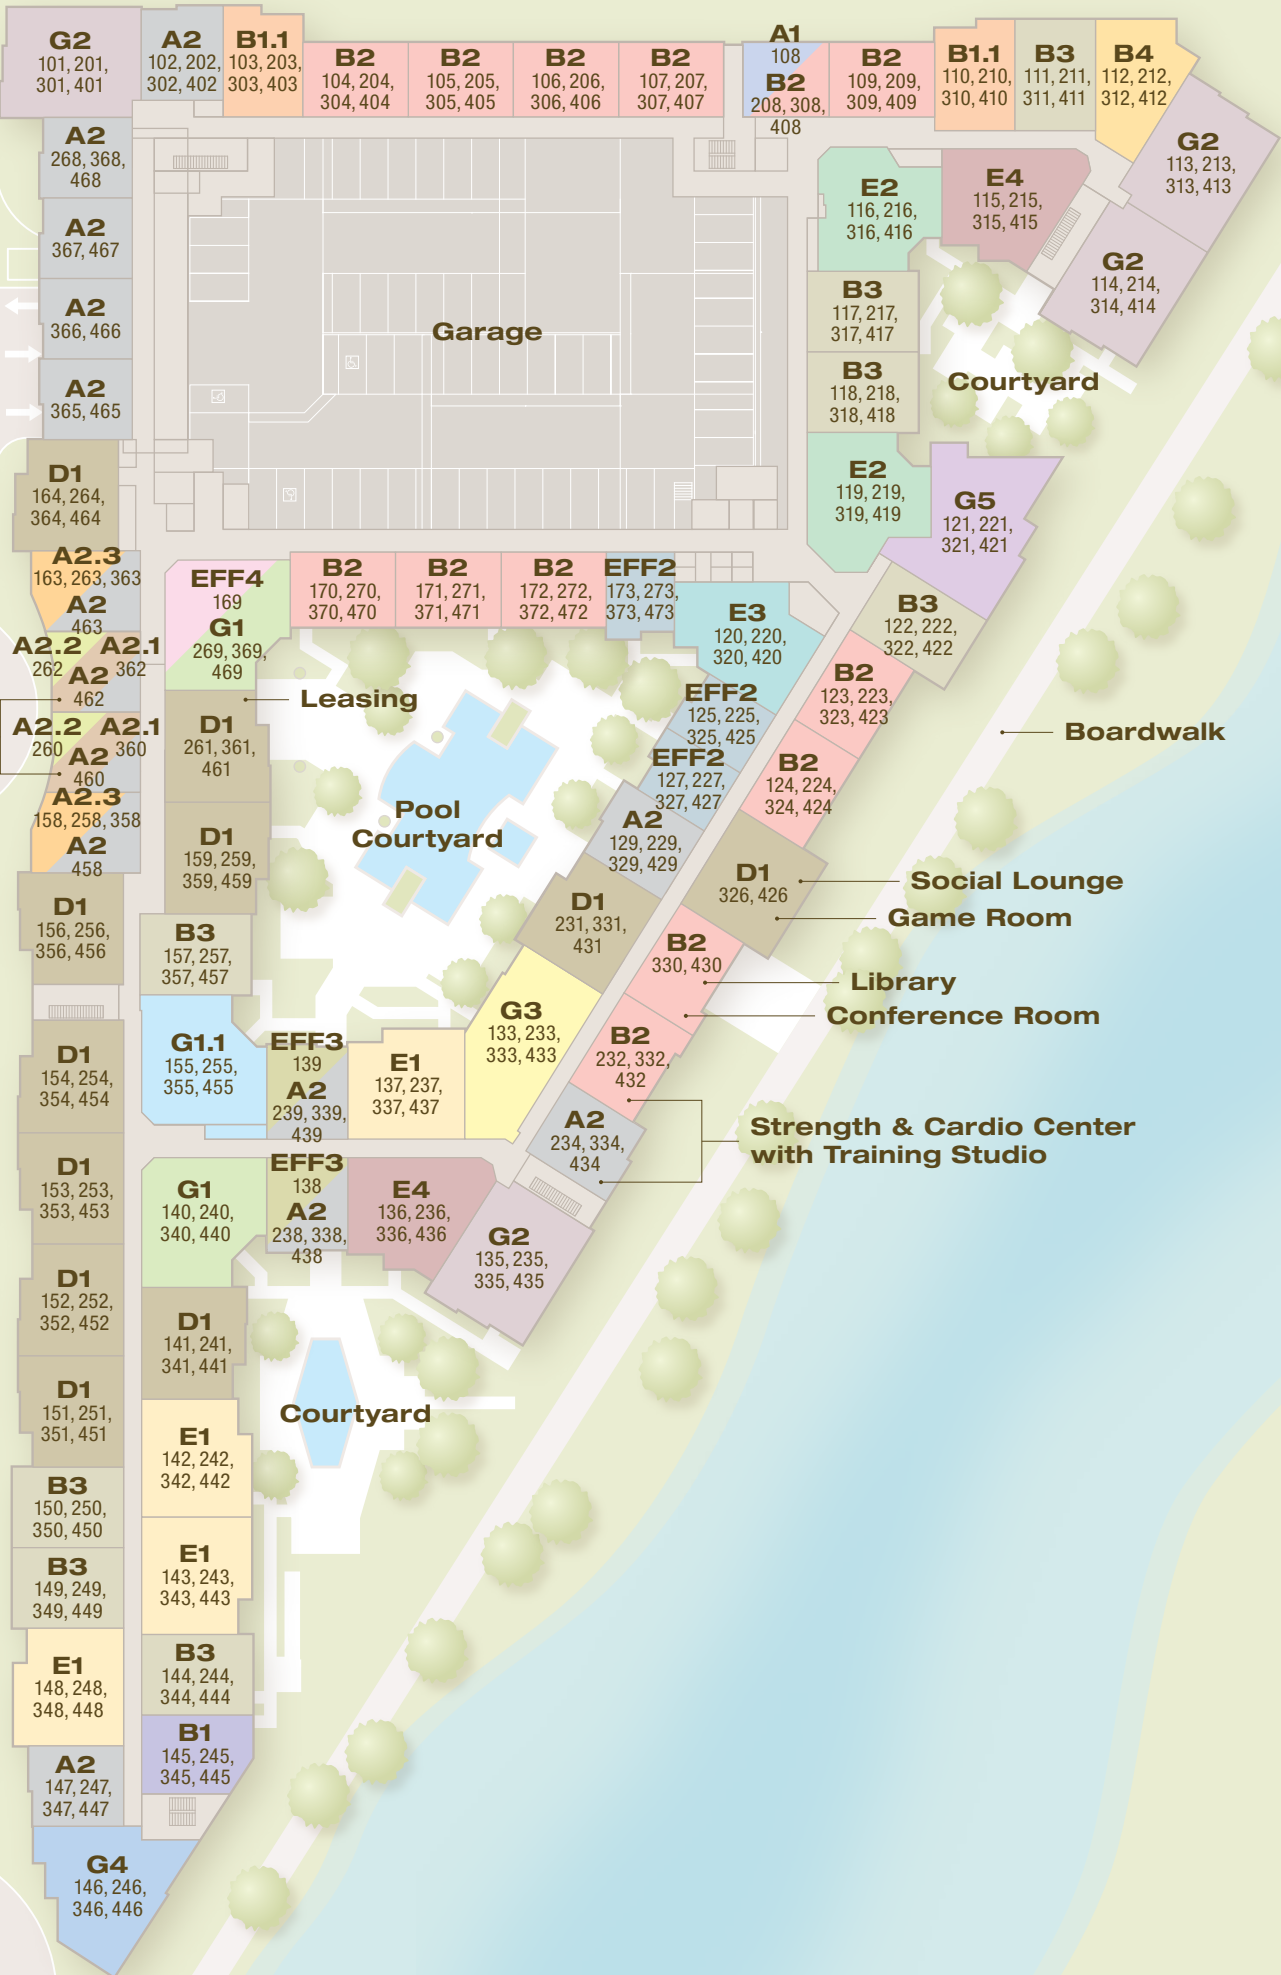 G2
101, 201,
301, 401
A2
102, 202,
302, 402
B1.1
103, 203,
303, 403
B2
104, 204,
304, 404
B2
105, 205,
305, 405
B2
106, 206,
306, 406
B2
107, 207,
307, 407
A1
108
B2
208, 308,
408
B2
109, 209,
309, 409
B1.1
110, 210,
310, 410
B3
111, 211,
311, 411
B4
112, 212,
312, 412
G2
113, 213,
313, 413
G2
114, 214,
314, 414
E4
115, 215,
315, 415
E2
116, 216,
316, 416
B3
117, 217,
317, 417
B3
118, 218,
318, 418
E2
119, 219,
319, 419
G5
121, 221,
321, 421
Courtyard
Garage
A2
268, 368,
468
A2
367, 467
A2
366, 466
A2
365, 465
D1
164, 264,
364, 464
A2.3
163, 263, 363
A2
463
A2.2
262
A2.1
362
A2
462
A2.2
260
A2.1
360
A2
460
A2.3
158, 258, 358
A2
458
EFF4
169
G1
269, 369,
469
B2
170, 270,
370, 470
B2
171, 271,
371, 471
B2
172, 272,
372, 472
EFF2
173, 273,
373, 473
E3
120, 220,
320, 420
B3
122, 222,
322, 422
B2
123, 223,
323, 423
EFF2
125, 225,
325, 425
B2
124, 224,
324, 424
EFF2
127, 227,
327, 427
A2
129, 229,
329, 429
D1
326, 426
D1
231, 331,
431
B2
330, 430
G3
133, 233,
333, 433
B2
232, 332,
432
A2
234, 334,
434
Leasing
D1
261, 361,
461
D1
159, 259,
359, 459
Pool
Courtyard
Boardwalk
Social Lounge
Game Room
Library
Conference Room
Strength & Cardio Center
with Training Studio
D1
156, 256,
356, 456
B3
157, 257,
357, 457
G1.1
155, 255,
355, 455
EFF3
139
A2
239, 339,
439
E1
137, 237,
337, 437
D1
154, 254,
354, 454
D1
153, 253,
353, 453
G1
140, 240,
340, 440
EFF3
138
A2
238, 338,
438
E4
136, 236,
336, 436
G2
135, 235,
335, 435
D1
152, 252,
352, 452
D1
141, 241,
341, 441
D1
151, 251,
351, 451
Courtyard
E1
142, 242,
342, 442
B3
150, 250,
350, 450
E1
143, 243,
343, 443
B3
149, 249,
349, 449
B3
144, 244,
344, 444
E1
148, 248,
348, 448
B1
145, 245,
345, 445
A2
147, 247,
347, 447
G4
146, 246,
346, 446